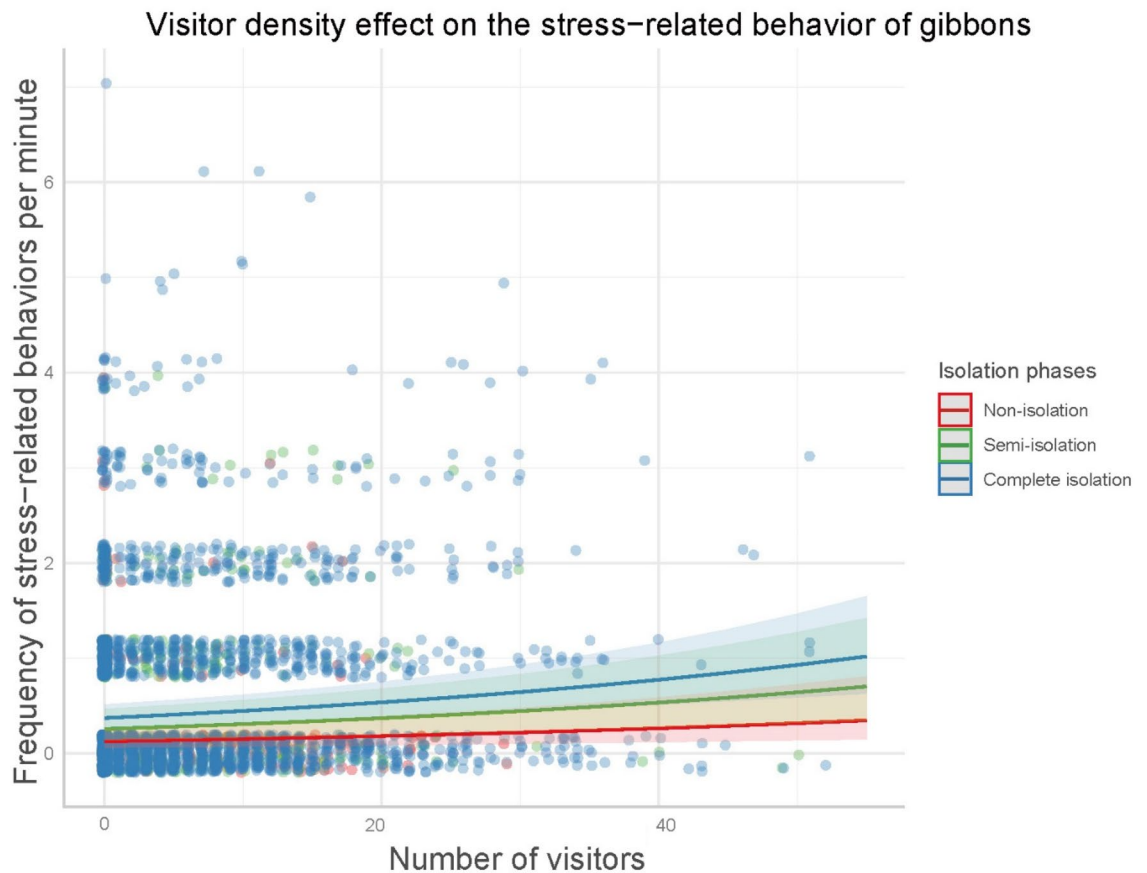 Visitor density effect on the stress−related behavior of gibbons
Frequency of stress−related behaviors per minute
6
4
2
0
0
20
40
Number of visitors
Isolation phases
Non-isolation
Semi-isolation
Complete isolation